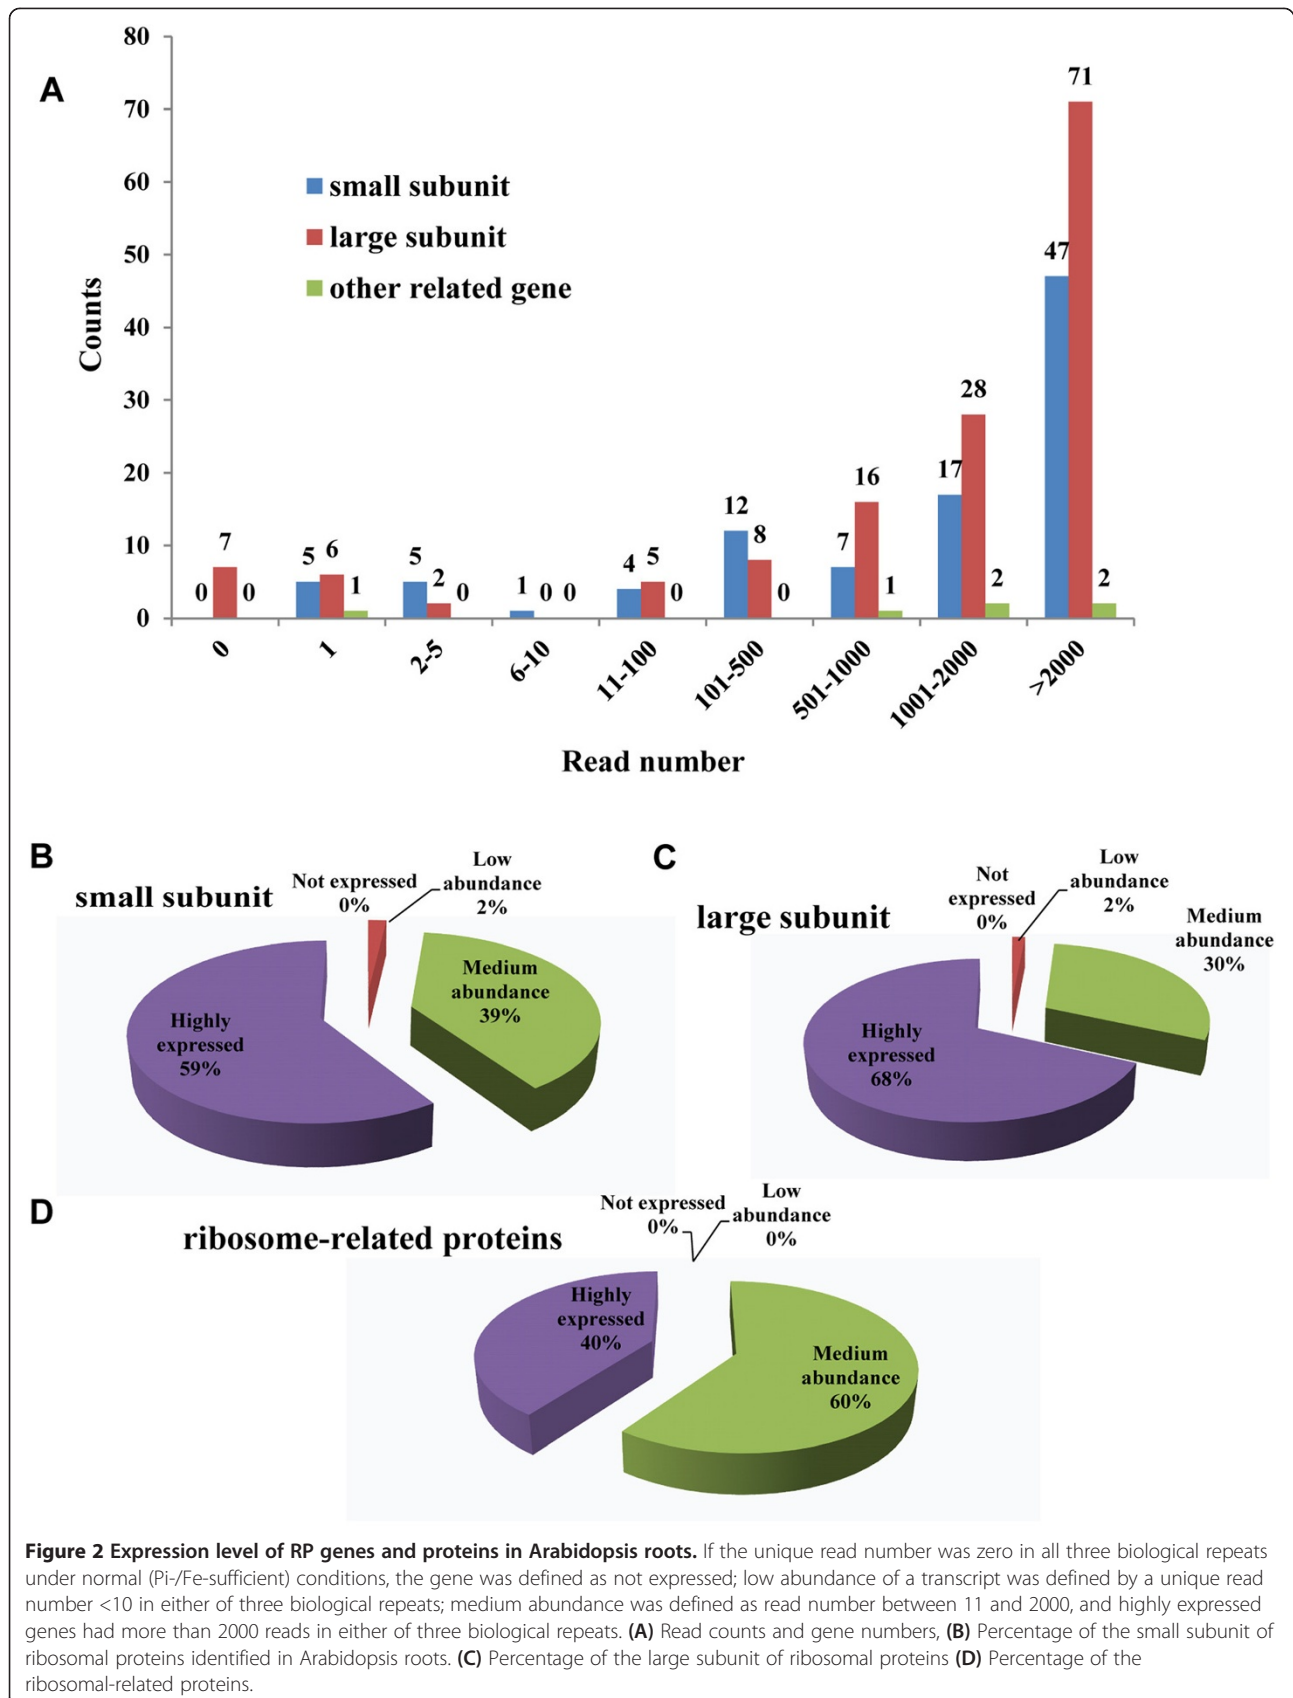 A
80
70
60
50
40
30
20
10
0
Counts
small subunit
large subunit
other related gene
0 7 0
5 6 1
5 2 0
1 0 0
4 5 0
12 8 0
7 16 1
17 28 2
47 71 2
0 1 2-5 6-10 11-100 101-500 501-1000 1001-2000 >2000
Read number
B
small subunit
Not expressed
0%
Low
abundance
2%
Medium
abundance
39%
Highly
expressed
59%
C
large subunit
Not
expressed
0%
Low
abundance
2%
Medium
abundance
30%
Highly
expressed
68%
D
ribosome-related proteins
Not expressed
0%
Low
abundance
0%
Highly
expressed
40%
Medium
abundance
60%
Figure 2 Expression level of RP genes and proteins in Arabidopsis roots. If the unique read number was zero in all three biological repeats
under normal (Pi-/Fe-sufficient) conditions, the gene was defined as not expressed; low abundance of a transcript was defined by a unique read
number <10 in either of three biological repeats; medium abundance was defined as read number between 11 and 2000, and highly expressed
genes had more than 2000 reads in either of three biological repeats. (A) Read counts and gene numbers, (B) Percentage of the small subunit of
ribosomal proteins identified in Arabidopsis roots. (C) Percentage of the large subunit of ribosomal proteins (D) Percentage of the
ribosomal-related proteins.